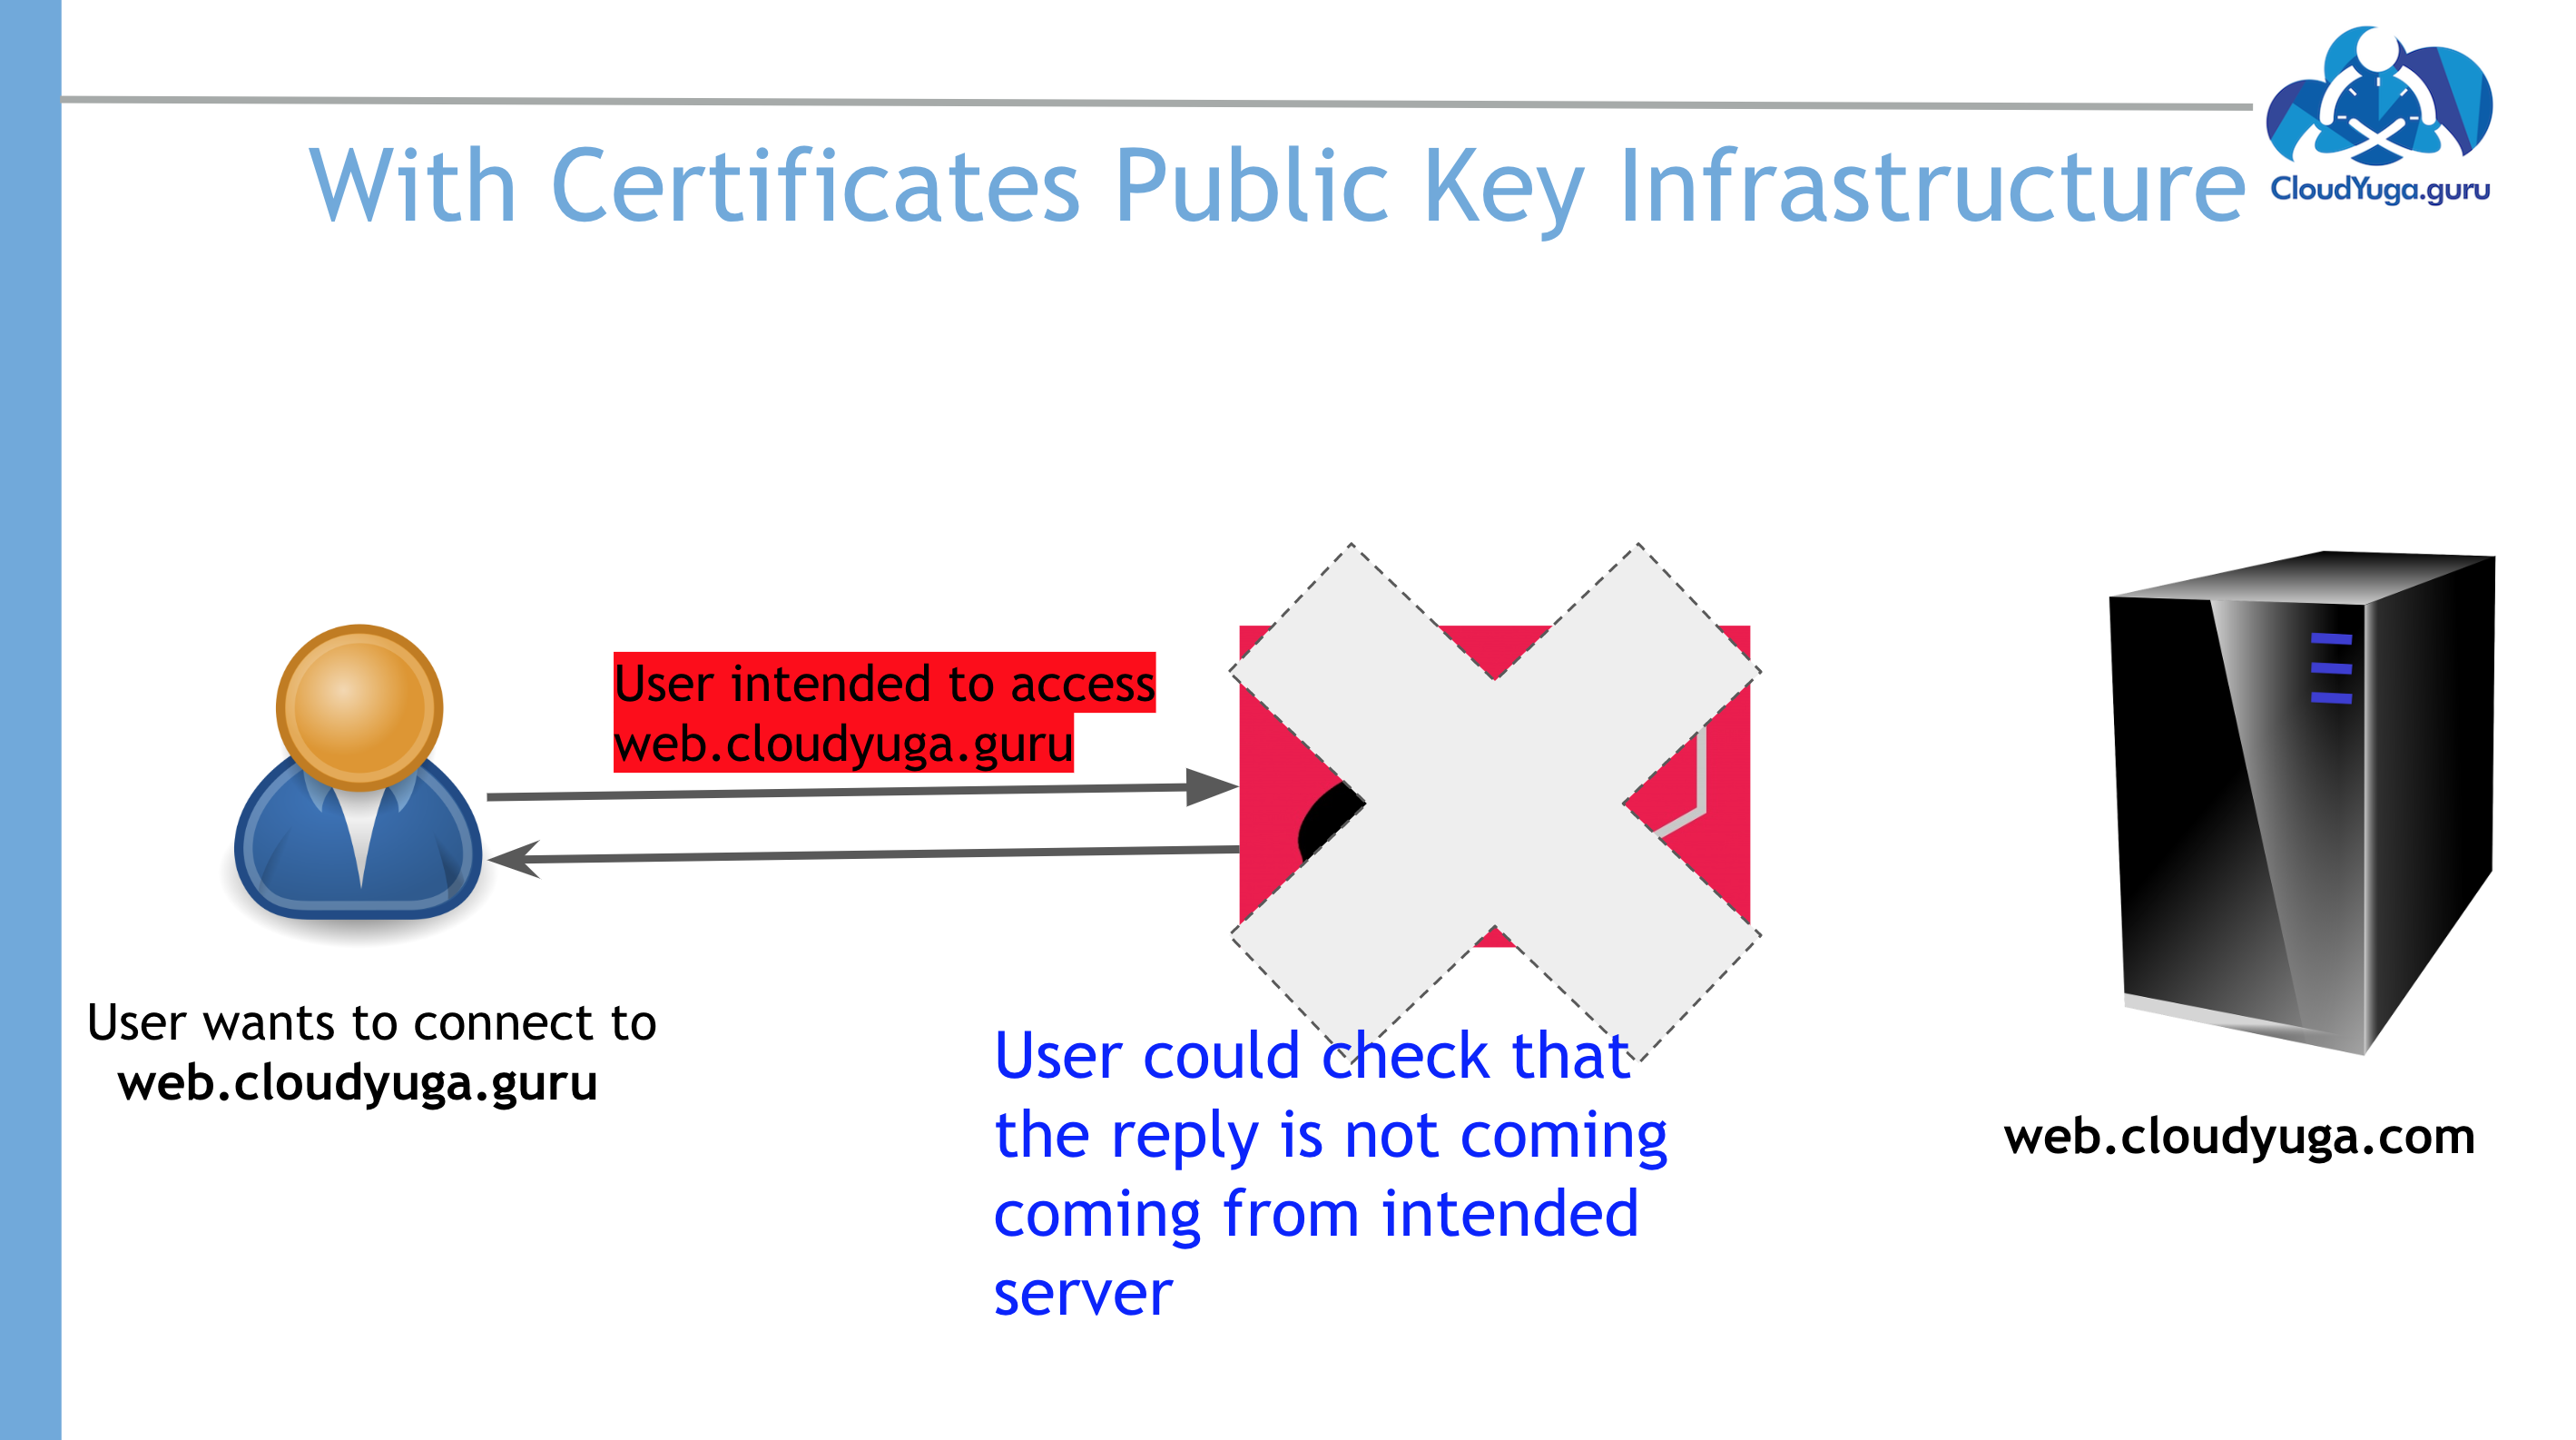 CloudYuga.guru
With Certificates Public Key Infrastructure
User intended to access
web.cloudyuga.guru
User wants to connect to
web.cloudyuga.guru
User could check that
the reply is not coming
coming from intended
server
web.cloudyuga.com